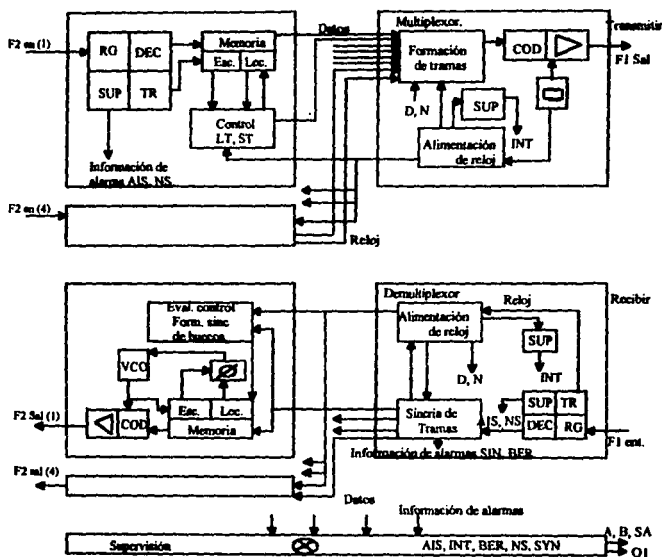 Datos
Multiplexor.
Transmitir
F2 en (1)
RG
DEC
SUP
TR
Memoria
Esc.
Lec.
Control
LT, ST
Formación
de tramas
COD
F1 Sal
D, N
SUP
INT
Alimentación
de reloj
Información de
alarmas AIS, NS
F2 en (4)
Reloj
Demultiplexor
Recibir
Eval. control
Form. sinc
de huecos
Alimentación
de reloj
Reloj
SUP
INT
VCO
D, N
SUP
TR
DEC
RG
Esc.
Lec.
Memoria
COD
F2 Sal (1)
Sincria de
Tramas
AIS, NS
F1 ent.
Información de alarmas SIN, BER
F2 sal (4)
Datos
Información de alarmas
Supervisión
AIS, INT, BER, NS, SYN
A, B, SA